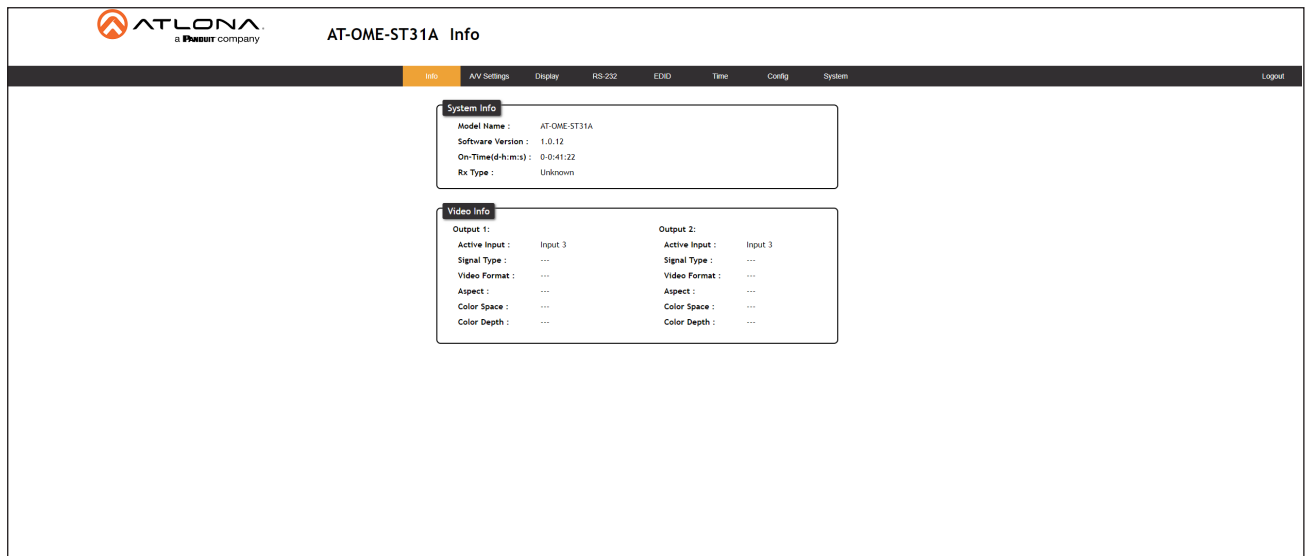 ATLONA.
a PANDUIT company
AT-OME-ST31A Info
Info A/V Settings Display RS-232 EDID Time Config System Logout
System Info
Model Name : AT-OME-ST31A
Software Version : 1.0.12
On-Time(d-h:m:s) : 0-0:41:22
Rx Type : Unknown
Video Info
Output 1: Output 2:
Active Input : Input 3 Active Input : Input 3
Signal Type : --- Signal Type : ---
Video Format : --- Video Format : ---
Aspect : --- Aspect : ---
Color Space : --- Color Space : ---
Color Depth : --- Color Depth : ---